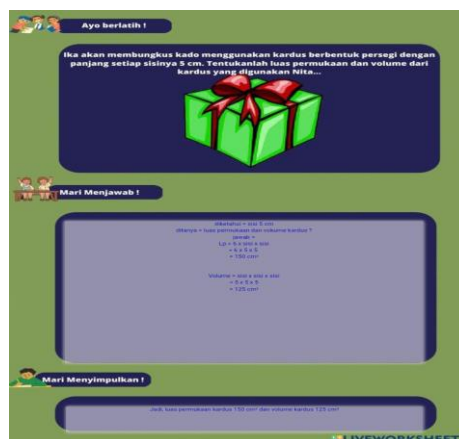 Ayo berlatih !
Ika akan membungkus kado menggunakan kardus berbentuk persegi dengan
panjang setiap sisinya 5 cm. Tentukanlah luas permukaan dan volume dari
kardus yang digunakan Nita...
Mari Menjawab !
diketahui = sisi 5 cm
ditanya = luas permukaan dan volume kardus ?
jawab =
Lp = 6 x sisi x sisi
= 6 x 5 x 5
= 150 cm²
Volume = sisi x sisi x sisi
= 5 x 5 x 5
= 125 cm³
Mari Menyimpulkan !
Jadi, luas permukaan kardus 150 cm² dan volume kardus 125 cm³
LIVEWORKSHEETS